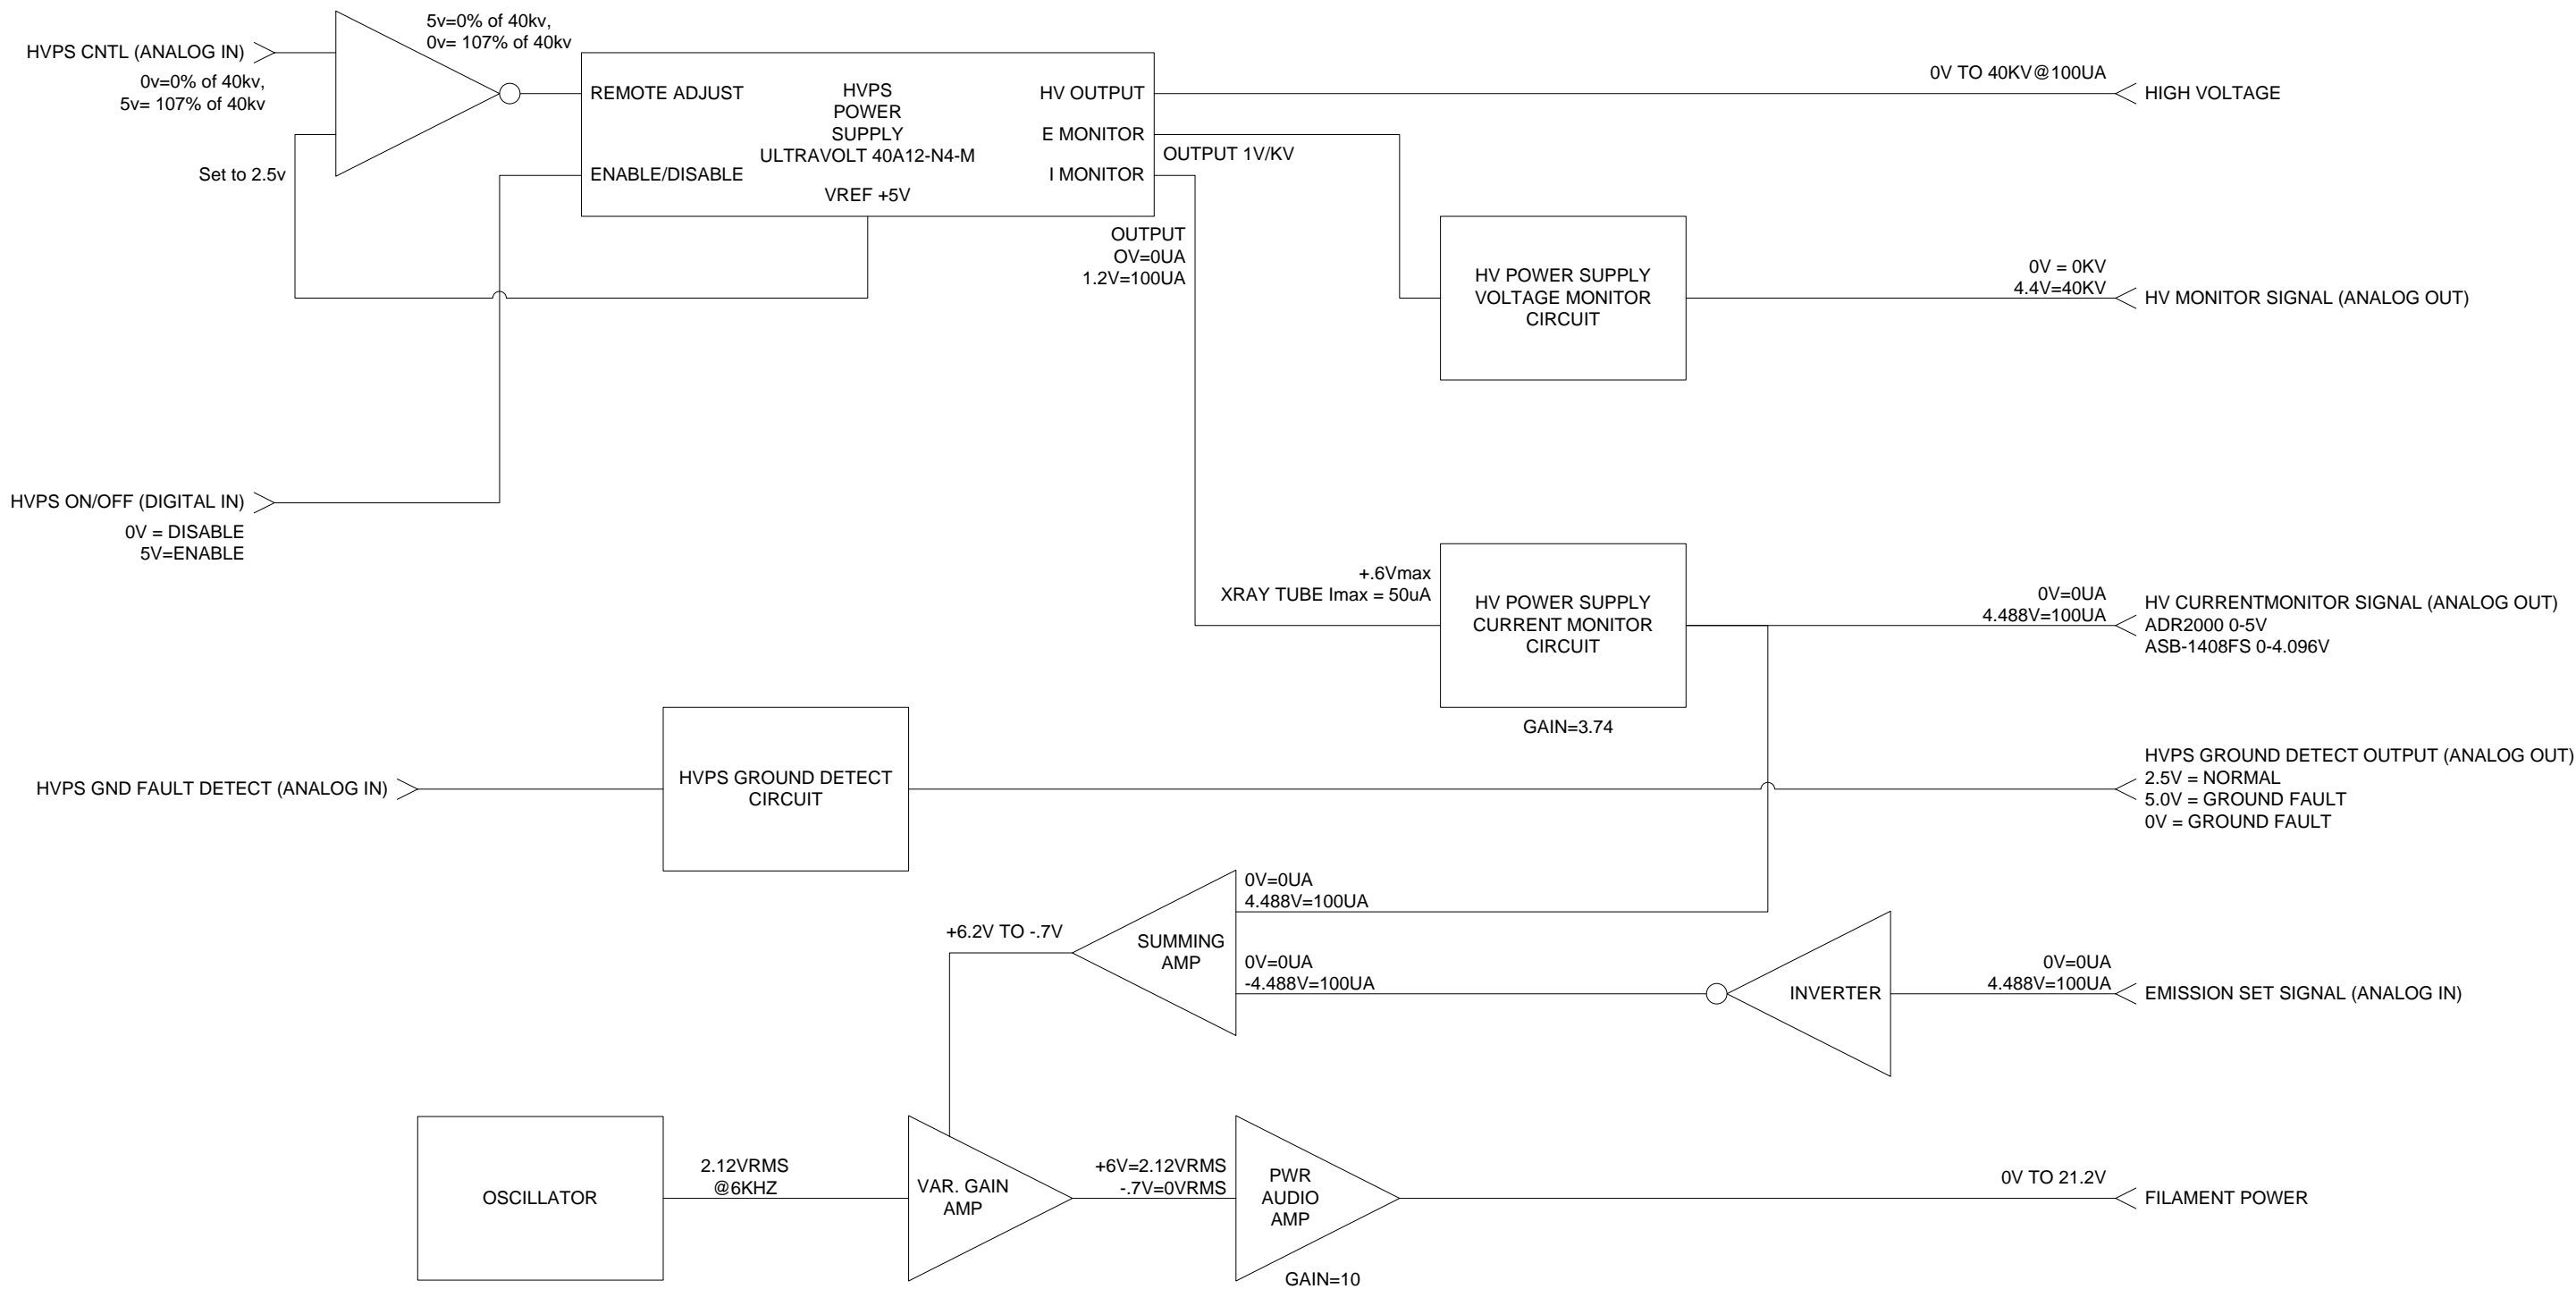 HVPS CNTL (ANALOG IN)
0v=0% of 40kv,
5v= 107% of 40kv
5v=0% of 40kv,
0v= 107% of 40kv
Set to 2.5v
REMOTE ADJUST
ENABLE/DISABLE
HVPS
POWER
SUPPLY
ULTRAVOLT 40A12-N4-M
VREF +5V
HV OUTPUT
E MONITOR
I MONITOR
OUTPUT 1V/KV
OUTPUT
OV=0UA
1.2V=100UA
0V TO 40KV@100UA
HIGH VOLTAGE
HV POWER SUPPLY
VOLTAGE MONITOR
CIRCUIT
0V = 0KV
4.4V=40KV
HV MONITOR SIGNAL (ANALOG OUT)
HVPS ON/OFF (DIGITAL IN)
0V = DISABLE
5V=ENABLE
+.6Vmax
XRAY TUBE Imax = 50uA
HV POWER SUPPLY
CURRENT MONITOR
CIRCUIT
GAIN=3.74
0V=0UA
4.488V=100UA
HV CURRENTMONITOR SIGNAL (ANALOG OUT)
ADR2000 0-5V
ASB-1408FS 0-4.096V
HVPS GND FAULT DETECT (ANALOG IN)
HVPS GROUND DETECT
CIRCUIT
HVPS GROUND DETECT OUTPUT (ANALOG OUT)
2.5V = NORMAL
5.0V = GROUND FAULT
0V = GROUND FAULT
+6.2V TO -.7V
SUMMING
AMP
0V=0UA
4.488V=100UA
0V=0UA
-4.488V=100UA
INVERTER
0V=0UA
4.488V=100UA
EMISSION SET SIGNAL (ANALOG IN)
OSCILLATOR
2.12VRMS
@6KHZ
VAR. GAIN
AMP
+6V=2.12VRMS
-.7V=0VRMS
PWR
AUDIO
AMP
GAIN=10
0V TO 21.2V
FILAMENT POWER